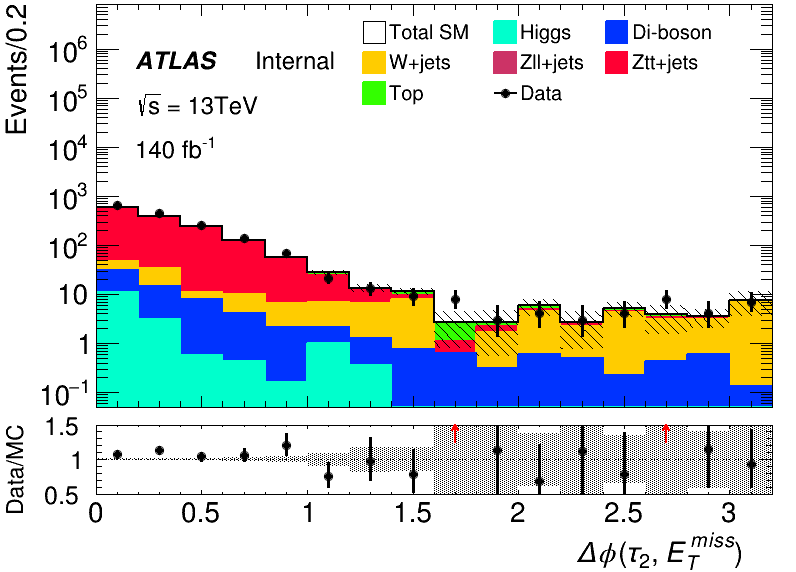 Events/0.2
10⁶
10⁵
10⁴
10³
10²
10
1
10⁻¹
ATLAS Internal
√s = 13TeV
140 fb⁻¹
Total SM Higgs Di-boson
W+jets Zll+jets Ztt+jets
Top Data
Data/MC
1.5
1
0.5
0 0.5 1 1.5 2 2.5 3
Δϕ(τ₂, E_T^miss)